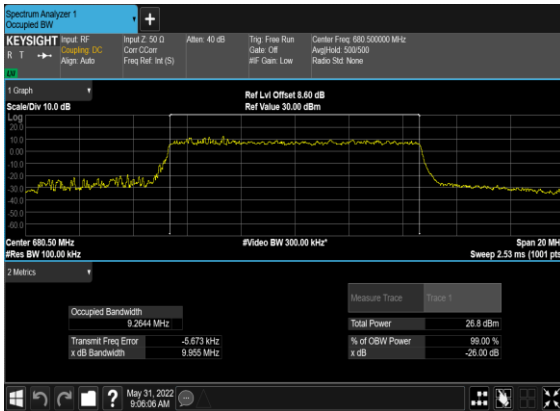 Spectrum Analyzer 1
Occupied BW
+
KEYSIGHT Input: RF Input Z: 50 Ω Atten: 40 dB Trig: Free Run Center Freq: 680.500000 MHz
R T Coupling: DC Corr CCorr Gate: Off Avg|Hold: 500/500
Align: Auto Freq Ref: Int (S) #IF Gain: Low Radio Std: None
LXI
1 Graph
Ref Lvl Offset 8.60 dB
Scale/Div 10.0 dB Ref Value 30.00 dBm
Log
20.0
10.0
0.00
-10.0
-20.0
-30.0
-40.0
-50.0
-60.0
Center 680.50 MHz #Video BW 300.00 kHz* Span 20 MH
#Res BW 100.00 kHz Sweep 2.53 ms (1001 pts
2 Metrics
Measure Trace Trace 1
Occupied Bandwidth
9.2644 MHz Total Power 26.8 dBm
Transmit Freq Error -5.673 kHz % of OBW Power 99.00 %
x dB Bandwidth 9.955 MHz x dB -26.00 dB
? May 31, 2022
9:06:06 AM